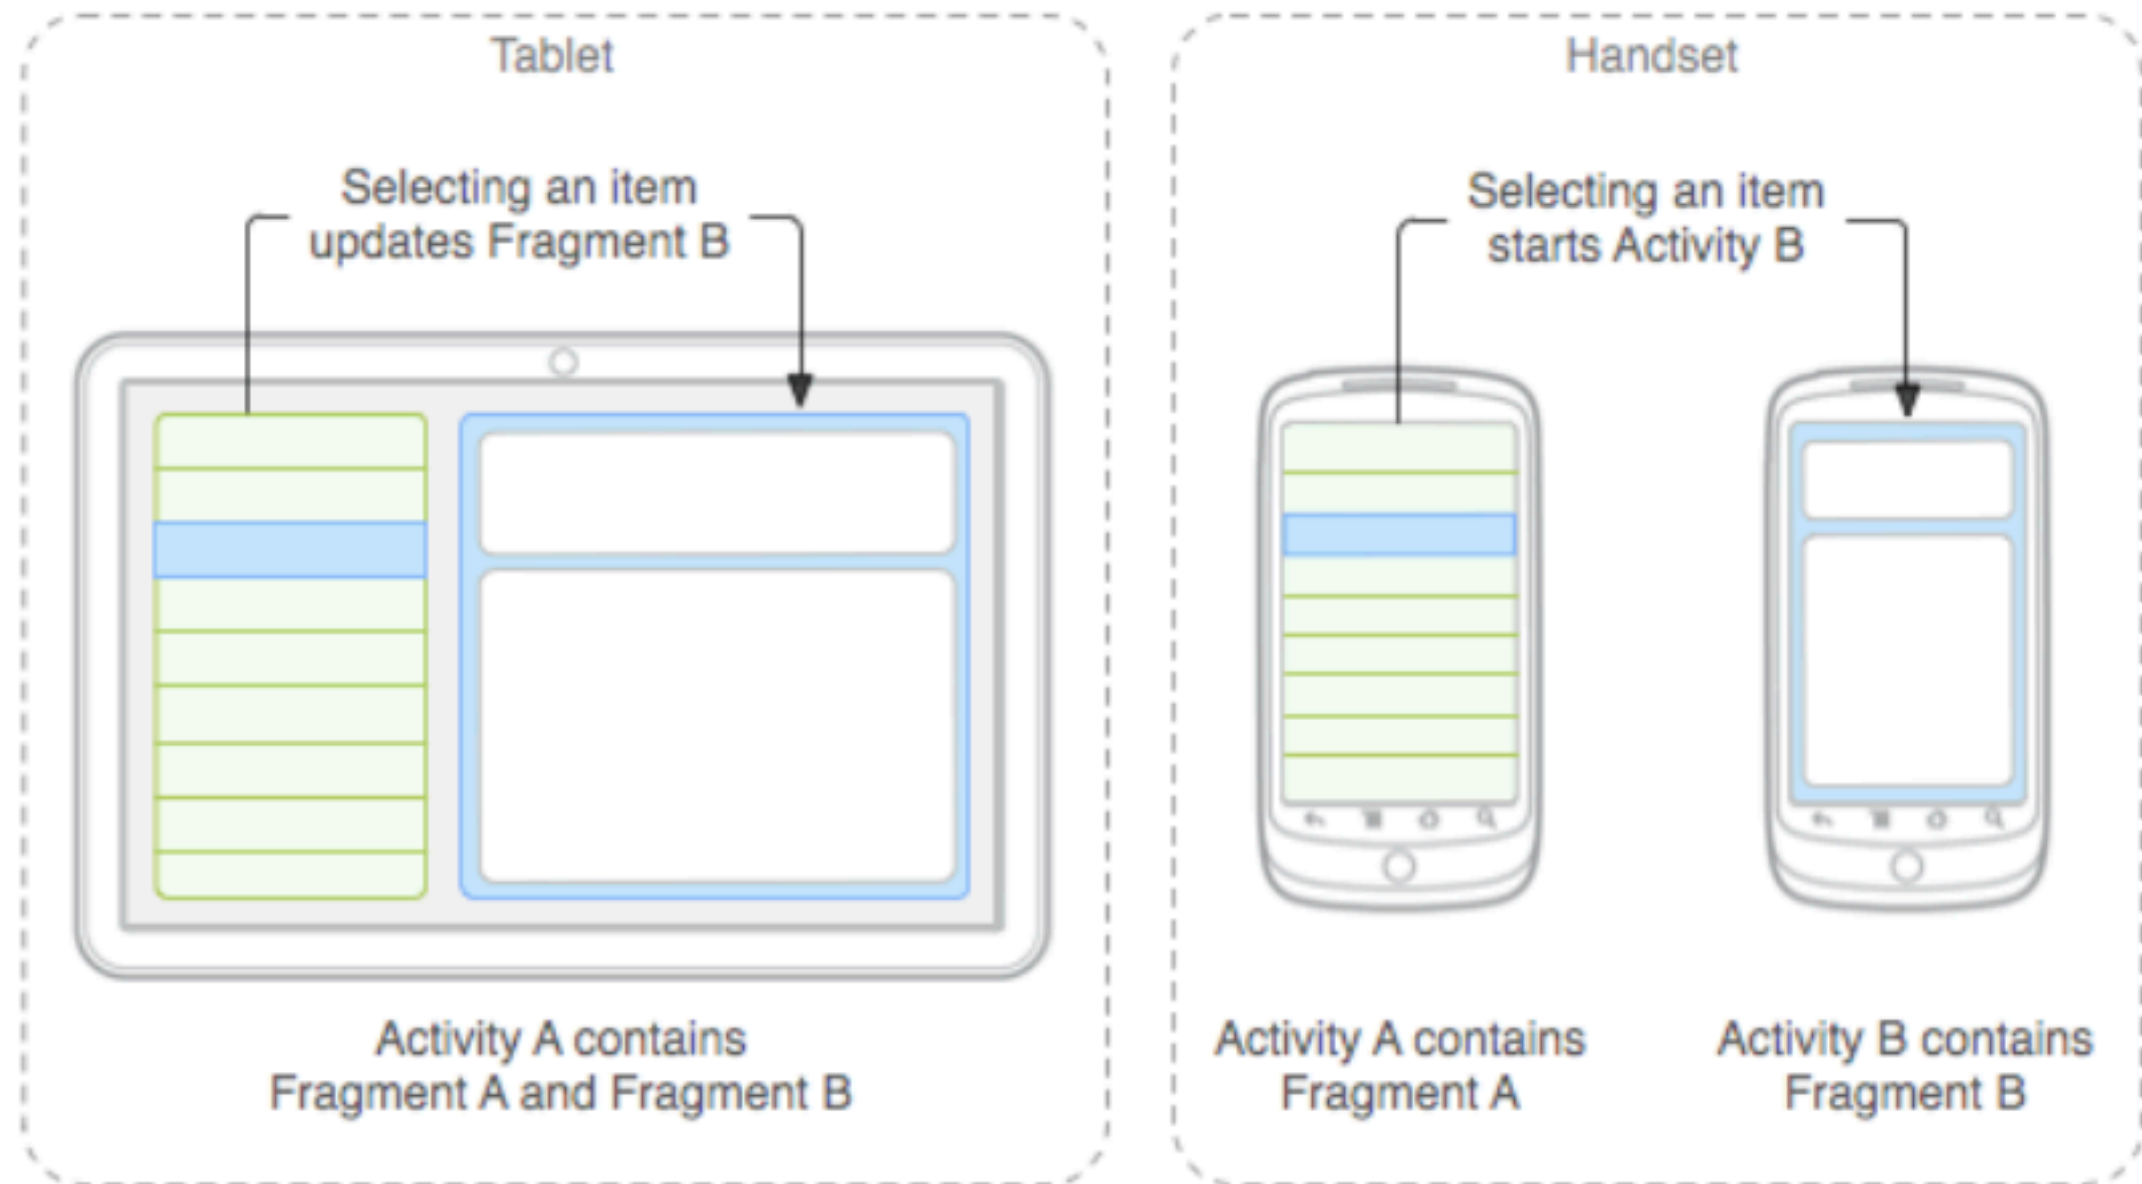 Tablet
Selecting an item
updates Fragment B
Activity A contains
Fragment A and Fragment B
Handset
Selecting an item
starts Activity B
Activity A contains
Fragment A
Activity B contains
Fragment B